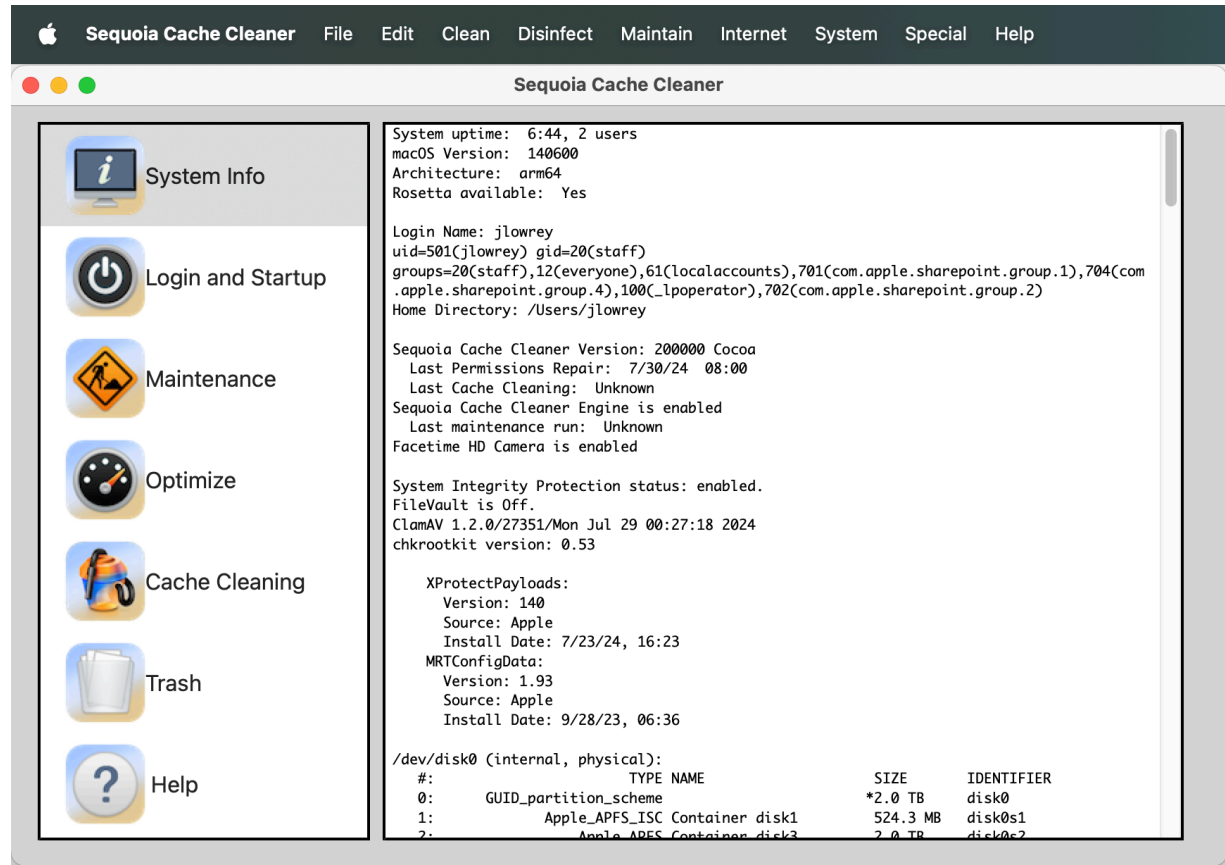 Sequoia Cache Cleaner File Edit Clean Disinfect Maintain Internet System Special Help
Sequoia Cache Cleaner
System Info
Login and Startup
Maintenance
Optimize
Cache Cleaning
Trash
Help
System uptime:  6:44, 2 users
macOS Version:  140600
Architecture:  arm64
Rosetta available:  Yes
Login Name: jlowrey
uid=501(jlowrey) gid=20(staff)
groups=20(staff),12(everyone),61(localaccounts),701(com.apple.sharepoint.group.1),704(com
.apple.sharepoint.group.4),100(_lpoperator),702(com.apple.sharepoint.group.2)
Home Directory: /Users/jlowrey
Sequoia Cache Cleaner Version: 200000 Cocoa
Last Permissions Repair:  7/30/24  08:00
Last Cache Cleaning:  Unknown
Sequoia Cache Cleaner Engine is enabled
Last maintenance run:  Unknown
Facetime HD Camera is enabled
System Integrity Protection status: enabled.
FileVault is Off.
ClamAV 1.2.0/27351/Mon Jul 29 00:27:18 2024
chkrootkit version: 0.53
XProtectPayloads:
Version: 140
Source: Apple
Install Date: 7/23/24, 16:23
MRTConfigData:
Version: 1.93
Source: Apple
Install Date: 9/28/23, 06:36
/dev/disk0 (internal, physical):
#: TYPE NAME SIZE IDENTIFIER
0: GUID_partition_scheme *2.0 TB disk0
1: Apple_APFS_ISC Container disk1 524.3 MB disk0s1
2: Apple_APFS Container disk3 2.0 TB disk0s2